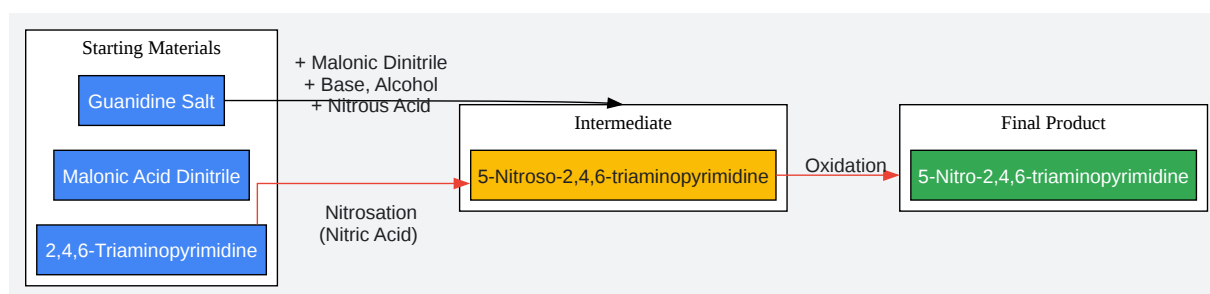 Starting Materials
Guanidine Salt
Malonic Acid Dinitrile
2,4,6-Triaminopyrimidine
+ Malonic Dinitrile
+ Base, Alcohol
+ Nitrous Acid
Nitrosation
(Nitric Acid)
Intermediate
5-Nitroso-2,4,6-triaminopyrimidine
Oxidation
Final Product
5-Nitro-2,4,6-triaminopyrimidine